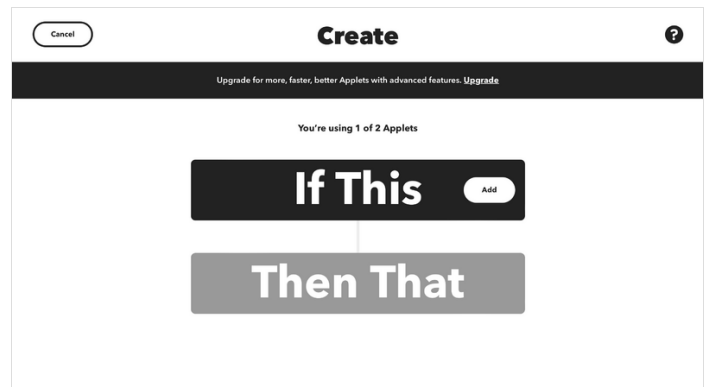 Cancel
Create
?
Upgrade for more, faster, better Applets with advanced features. Upgrade
You're using 1 of 2 Applets
If This
Add
Then That